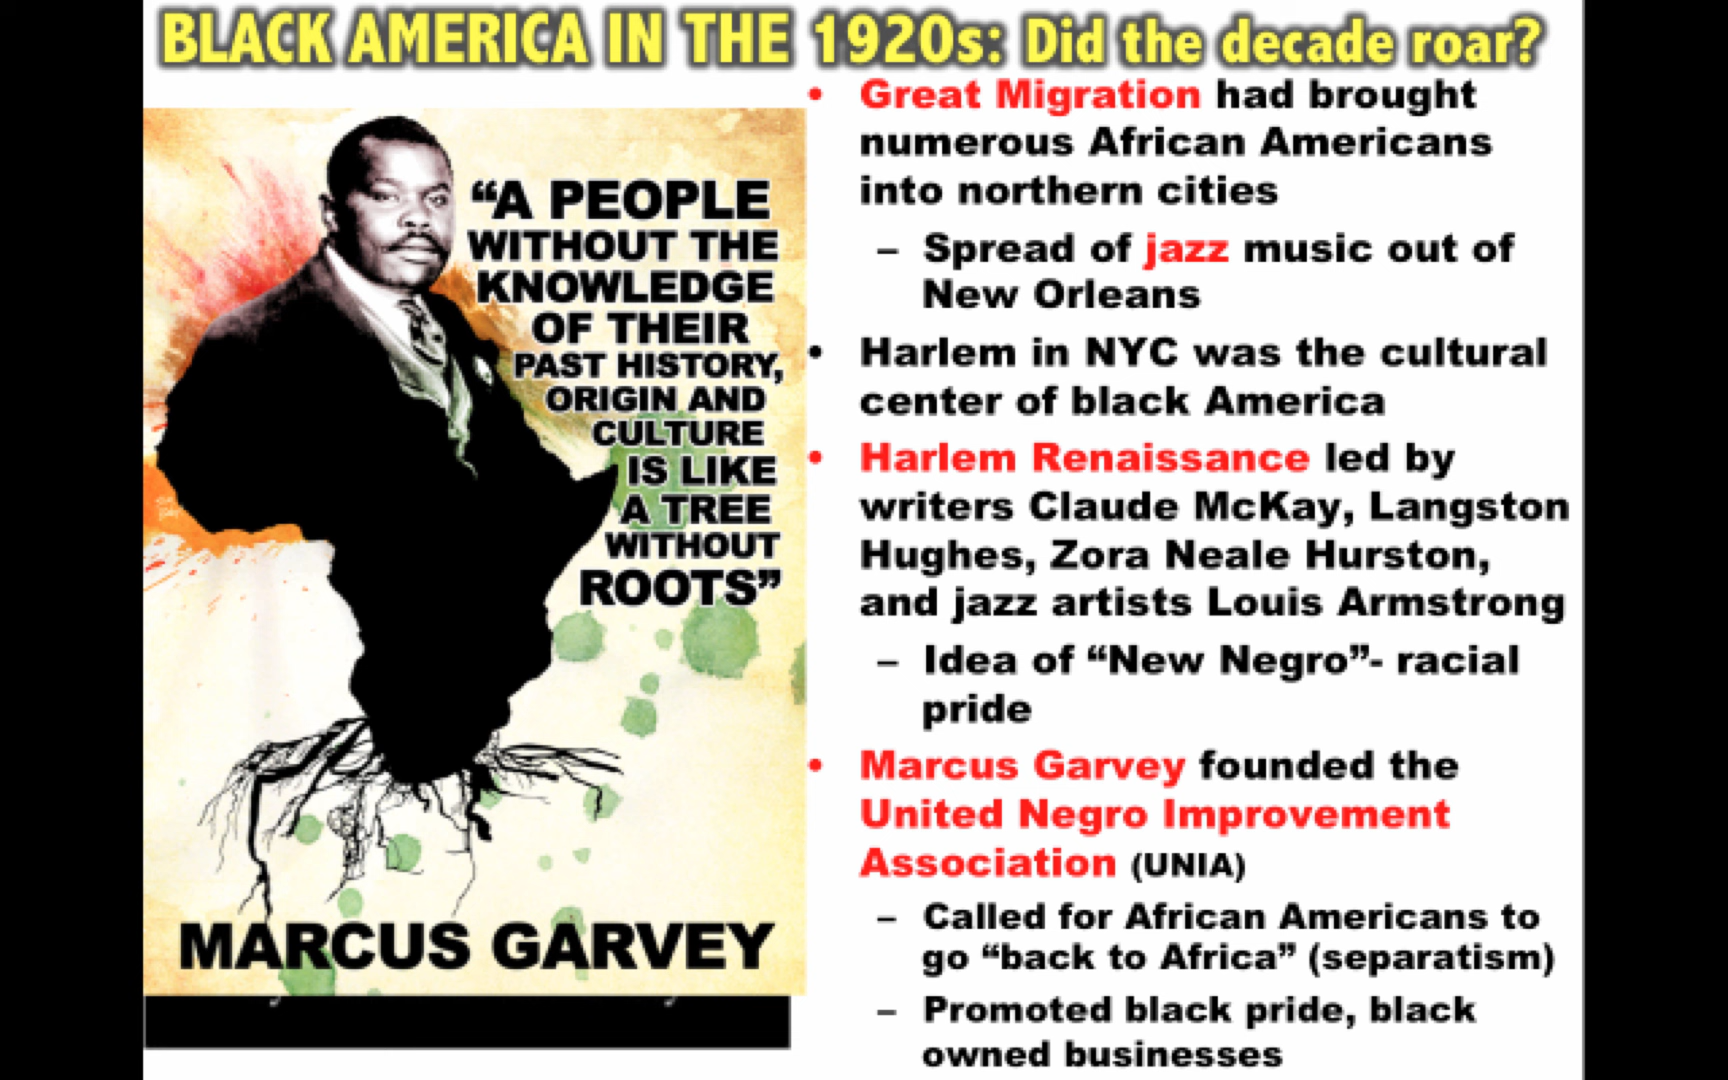 BLACK AMERICA IN THE 1920s: Did the decade roar?
“A PEOPLE
WITHOUT THE
KNOWLEDGE
OF THEIR
PAST HISTORY,
ORIGIN AND
CULTURE
IS LIKE
A TREE
WITHOUT
ROOTS”
MARCUS GARVEY
• Great Migration had brought
numerous African Americans
into northern cities
– Spread of jazz music out of
New Orleans
• Harlem in NYC was the cultural
center of black America
• Harlem Renaissance led by
writers Claude McKay, Langston
Hughes, Zora Neale Hurston,
and jazz artists Louis Armstrong
– Idea of “New Negro”- racial
pride
• Marcus Garvey founded the
United Negro Improvement
Association (UNIA)
– Called for African Americans to
go “back to Africa” (separatism)
– Promoted black pride, black
owned businesses